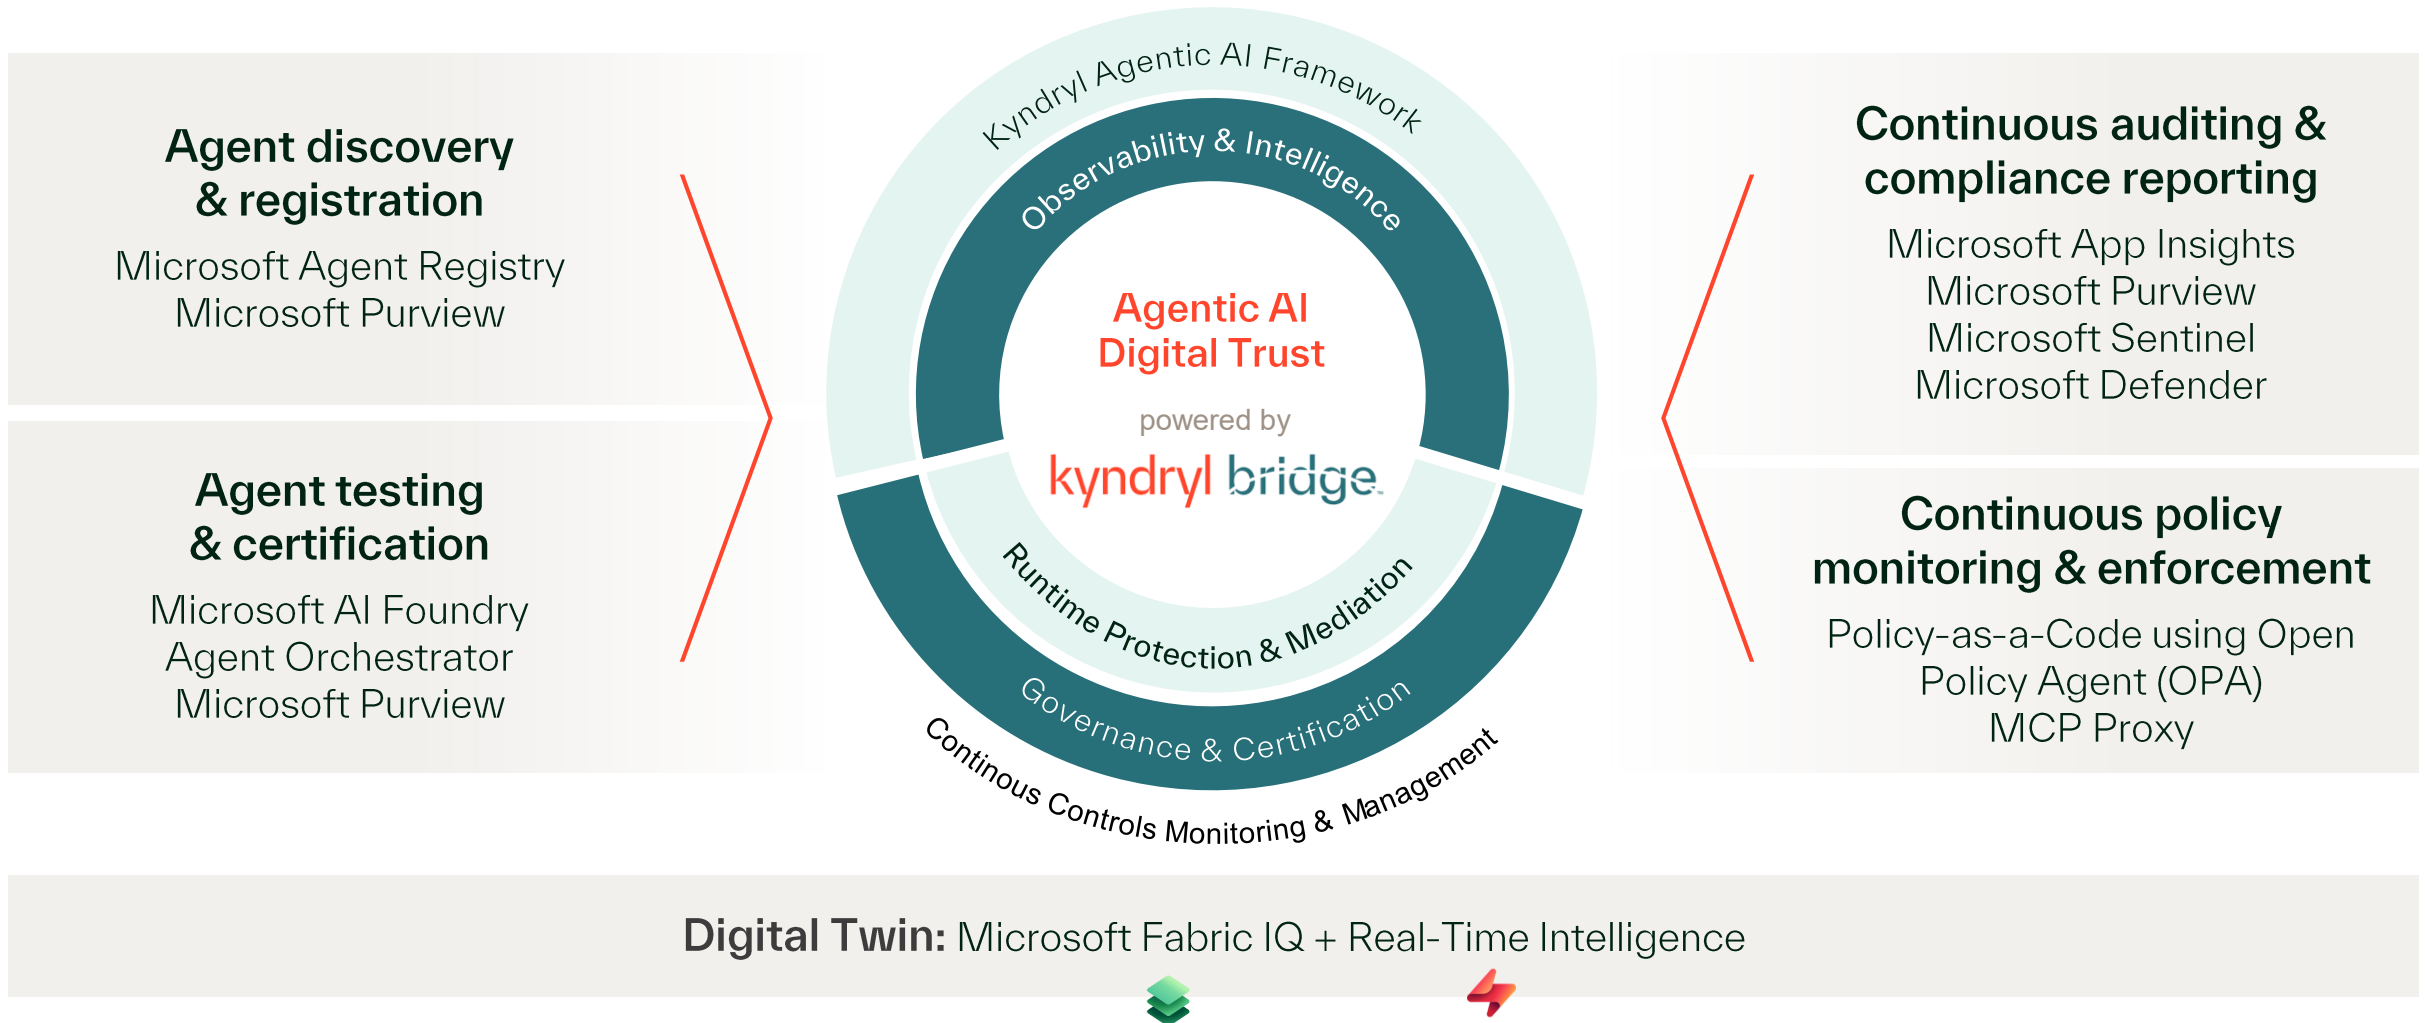 Agent discovery
& registration
Microsoft Agent Registry
Microsoft Purview
Agent testing
& certification
Microsoft AI Foundry
Agent Orchestrator
Microsoft Purview
Kyndryl Agentic AI Framework
Observability & Intelligence
Agentic AI
Digital Trust
powered by
kyndryl bridge™
Runtime Protection & Mediation
Governance & Certification
Continous Controls Monitoring & Management
Continuous auditing &
compliance reporting
Microsoft App Insights
Microsoft Purview
Microsoft Sentinel
Microsoft Defender
Continuous policy
monitoring & enforcement
Policy-as-a-Code using Open
Policy Agent (OPA)
MCP Proxy
Digital Twin: Microsoft Fabric IQ + Real-Time Intelligence